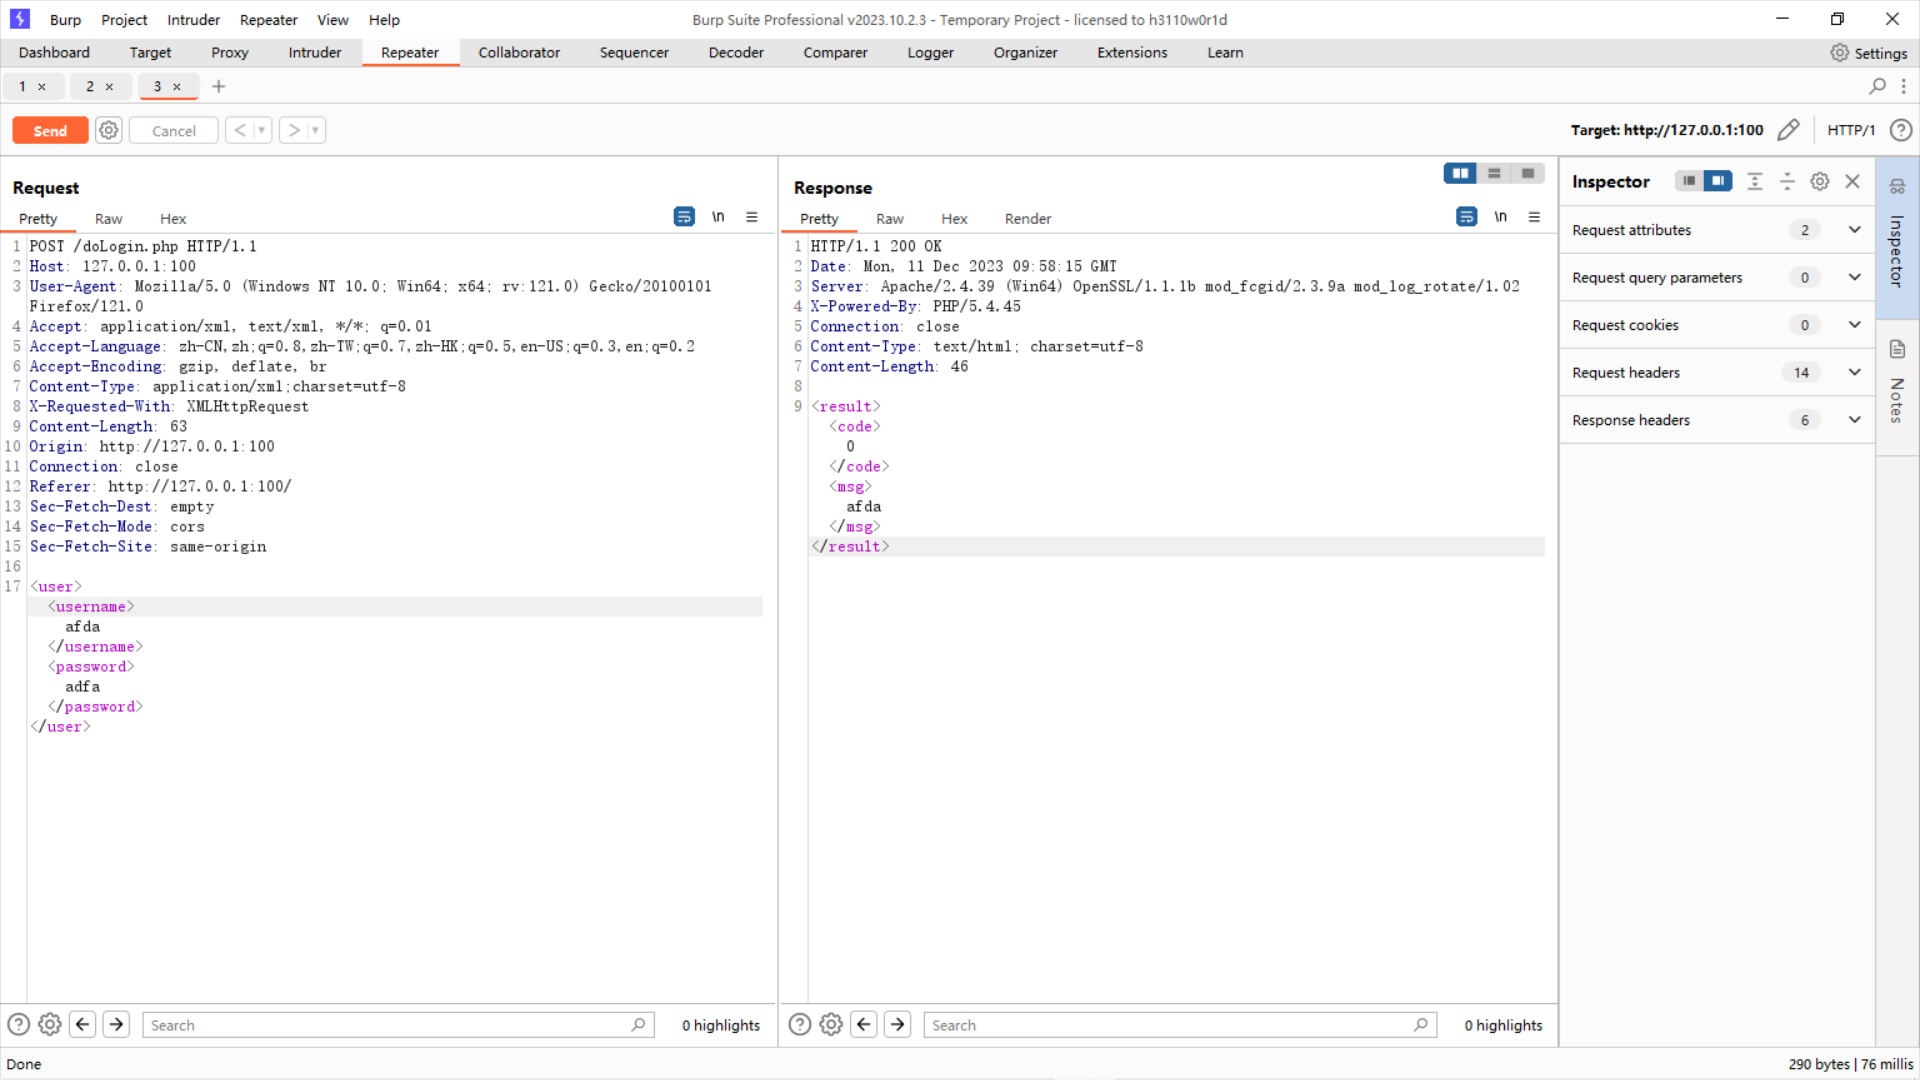 Burp Project Intruder Repeater View Help Burp Suite Professional v2023.10.2.3 - Temporary Project - licensed to h3110w0r1d
Dashboard Target Proxy Intruder Repeater Collaborator Sequencer Decoder Comparer Logger Organizer Extensions Learn Settings
1 × 2 × 3 × +
Send Cancel < > Target: http://127.0.0.1:100 HTTP/1
Request
Pretty Raw Hex \n
1 POST /doLogin.php HTTP/1.1
2 Host: 127.0.0.1:100
3 User-Agent: Mozilla/5.0 (Windows NT 10.0; Win64; x64; rv:121.0) Gecko/20100101
Firefox/121.0
4 Accept: application/xml, text/xml, */*; q=0.01
5 Accept-Language: zh-CN,zh;q=0.8,zh-TW;q=0.7,zh-HK;q=0.5,en-US;q=0.3,en;q=0.2
6 Accept-Encoding: gzip, deflate, br
7 Content-Type: application/xml;charset=utf-8
8 X-Requested-With: XMLHttpRequest
9 Content-Length: 63
10 Origin: http://127.0.0.1:100
11 Connection: close
12 Referer: http://127.0.0.1:100/
13 Sec-Fetch-Dest: empty
14 Sec-Fetch-Mode: cors
15 Sec-Fetch-Site: same-origin
16
17 <user>
<username>
afda
</username>
<password>
adfa
</password>
</user>
Search 0 highlights
Response
Pretty Raw Hex Render \n
1 HTTP/1.1 200 OK
2 Date: Mon, 11 Dec 2023 09:58:15 GMT
3 Server: Apache/2.4.39 (Win64) OpenSSL/1.1.1b mod_fcgid/2.3.9a mod_log_rotate/1.02
4 X-Powered-By: PHP/5.4.45
5 Connection: close
6 Content-Type: text/html; charset=utf-8
7 Content-Length: 46
8
9 <result>
<code>
0
</code>
<msg>
afda
</msg>
</result>
Search 0 highlights
Inspector
Request attributes 2
Request query parameters 0
Request cookies 0
Request headers 14
Response headers 6
Inspector
Notes
Done 290 bytes | 76 millis